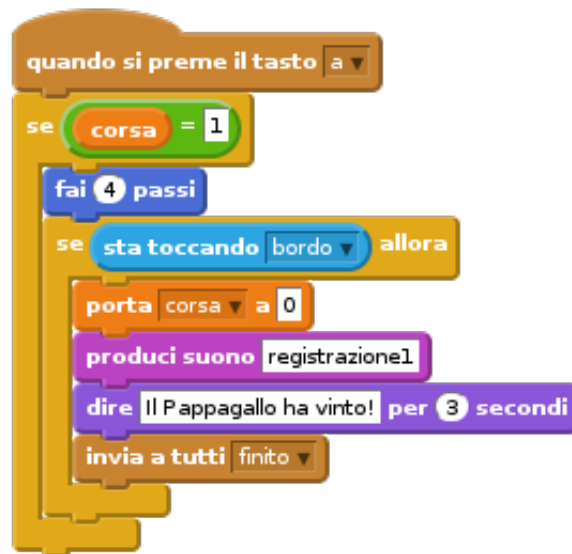 quando si preme il tasto a
se corsa = 1
fai 4 passi
se sta toccando bordo allora
porta corsa a 0
produci suono registrazione1
dire Il Pappagallo ha vinto! per 3 secondi
invia a tutti finito